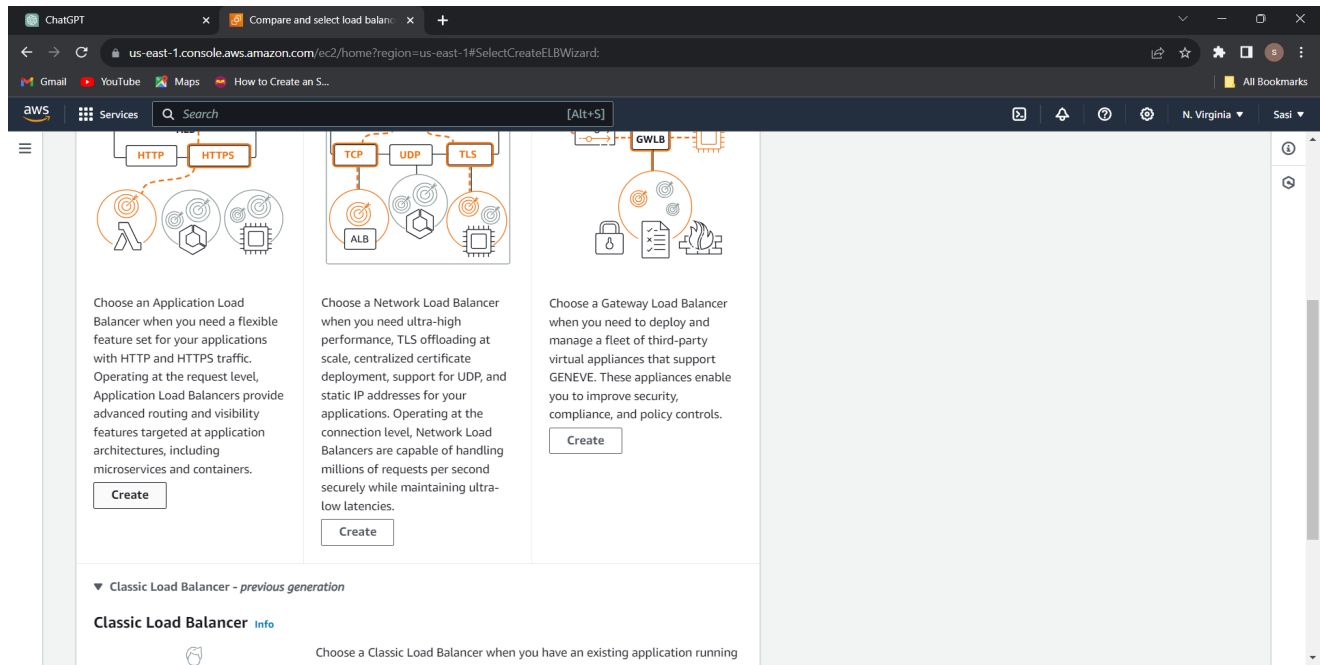 ChatGPT
Compare and select load balanc
us-east-1.console.aws.amazon.com/ec2/home?region=us-east-1#SelectCreateELBWizard:
S
Gmail YouTube Maps How to Create an S...
All Bookmarks
aws Services Search [Alt+S] N. Virginia Sasi
HTTP HTTPS
TCP UDP TLS
ALB
GWLB
Choose an Application Load
Balancer when you need a flexible
feature set for your applications
with HTTP and HTTPS traffic.
Operating at the request level,
Application Load Balancers provide
advanced routing and visibility
features targeted at application
architectures, including
microservices and containers.
Create
Choose a Network Load Balancer
when you need ultra-high
performance, TLS offloading at
scale, centralized certificate
deployment, support for UDP, and
static IP addresses for your
applications. Operating at the
connection level, Network Load
Balancers are capable of handling
millions of requests per second
securely while maintaining ultra-
low latencies.
Create
Choose a Gateway Load Balancer
when you need to deploy and
manage a fleet of third-party
virtual appliances that support
GENEVE. These appliances enable
you to improve security,
compliance, and policy controls.
Create
Classic Load Balancer - previous generation
Classic Load Balancer Info
Choose a Classic Load Balancer when you have an existing application running